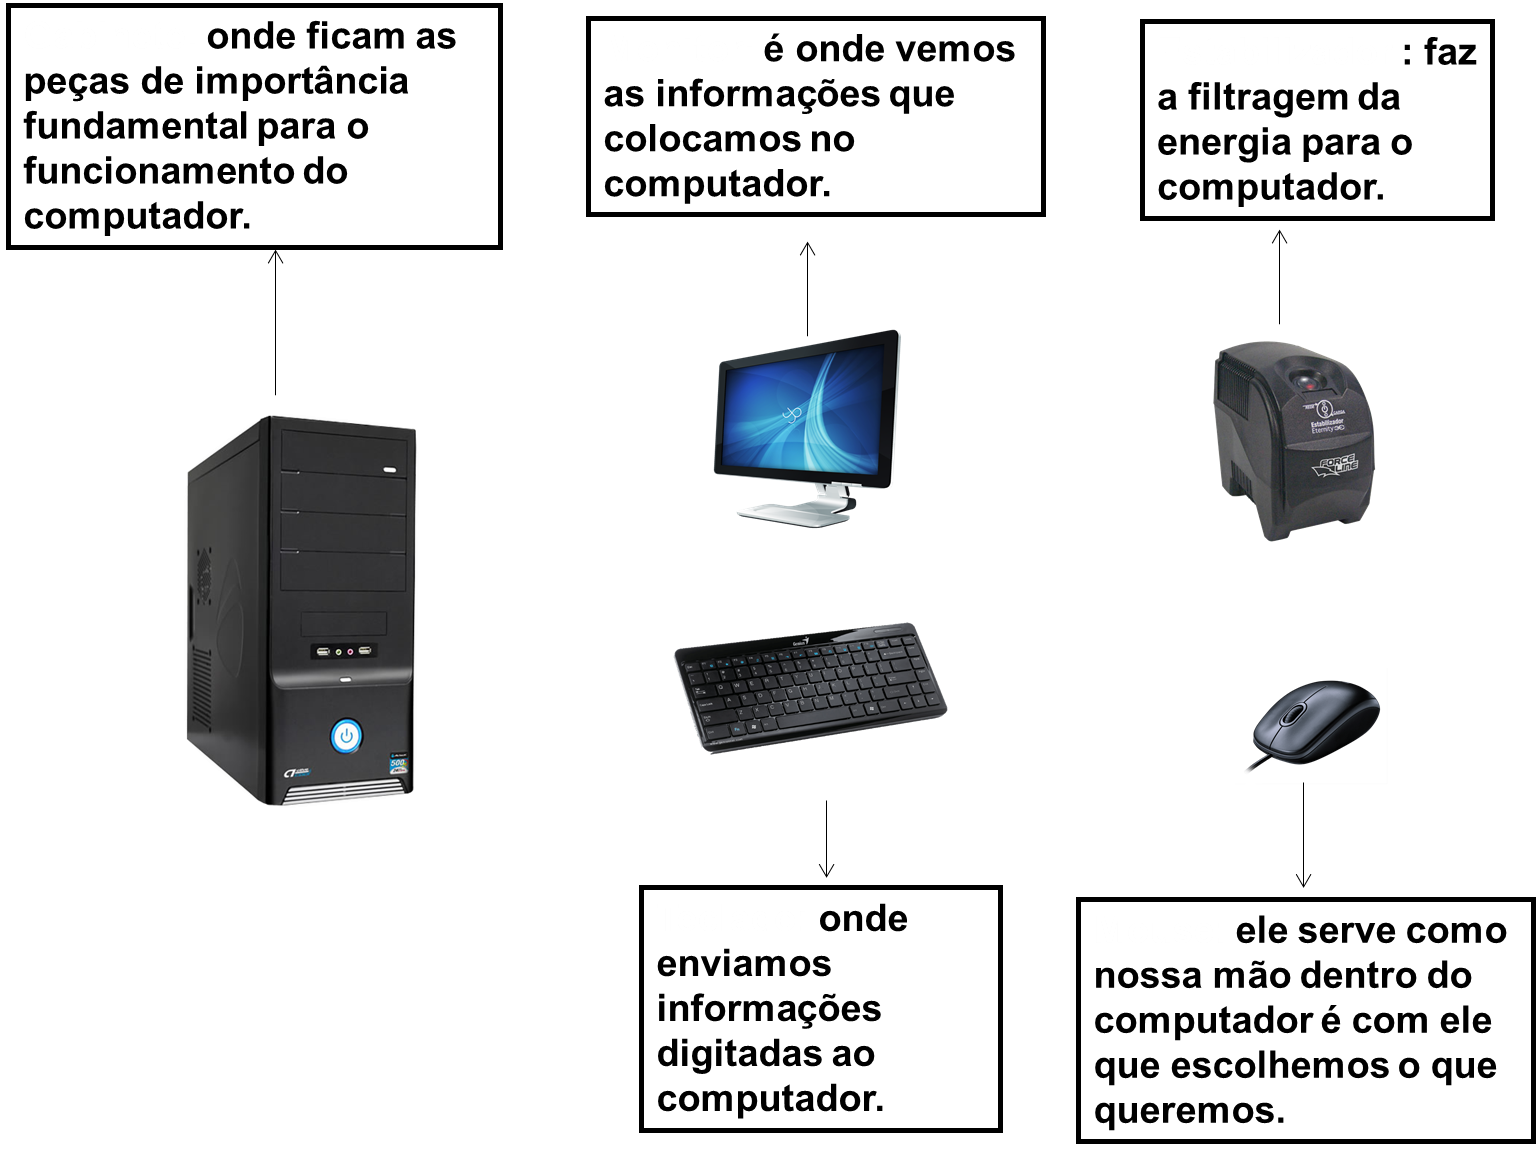 onde ficam as
peças de importância
fundamental para o
funcionamento do
computador.
é onde vemos
as informações que
colocamos no
computador.
: faz
a filtragem da
energia para o
computador.
Estabilizador
Eternity
FORCE
LINE
Genius
500
onde
enviamos
informações
digitadas ao
computador.
ele serve como
nossa mão dentro do
computador é com ele
que escolhemos o que
queremos.